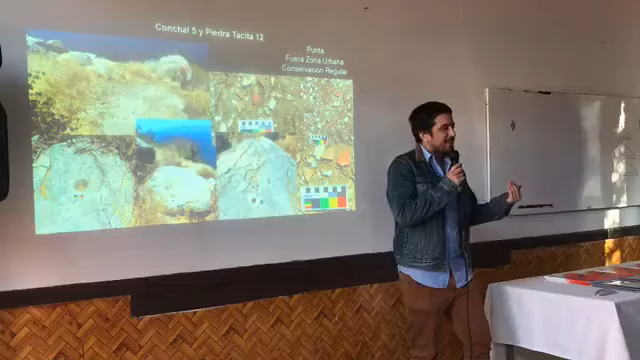 Conchal 5 y Piedra Tacita 12
Punta
Fuera Zona Urbana
Conservación Regular